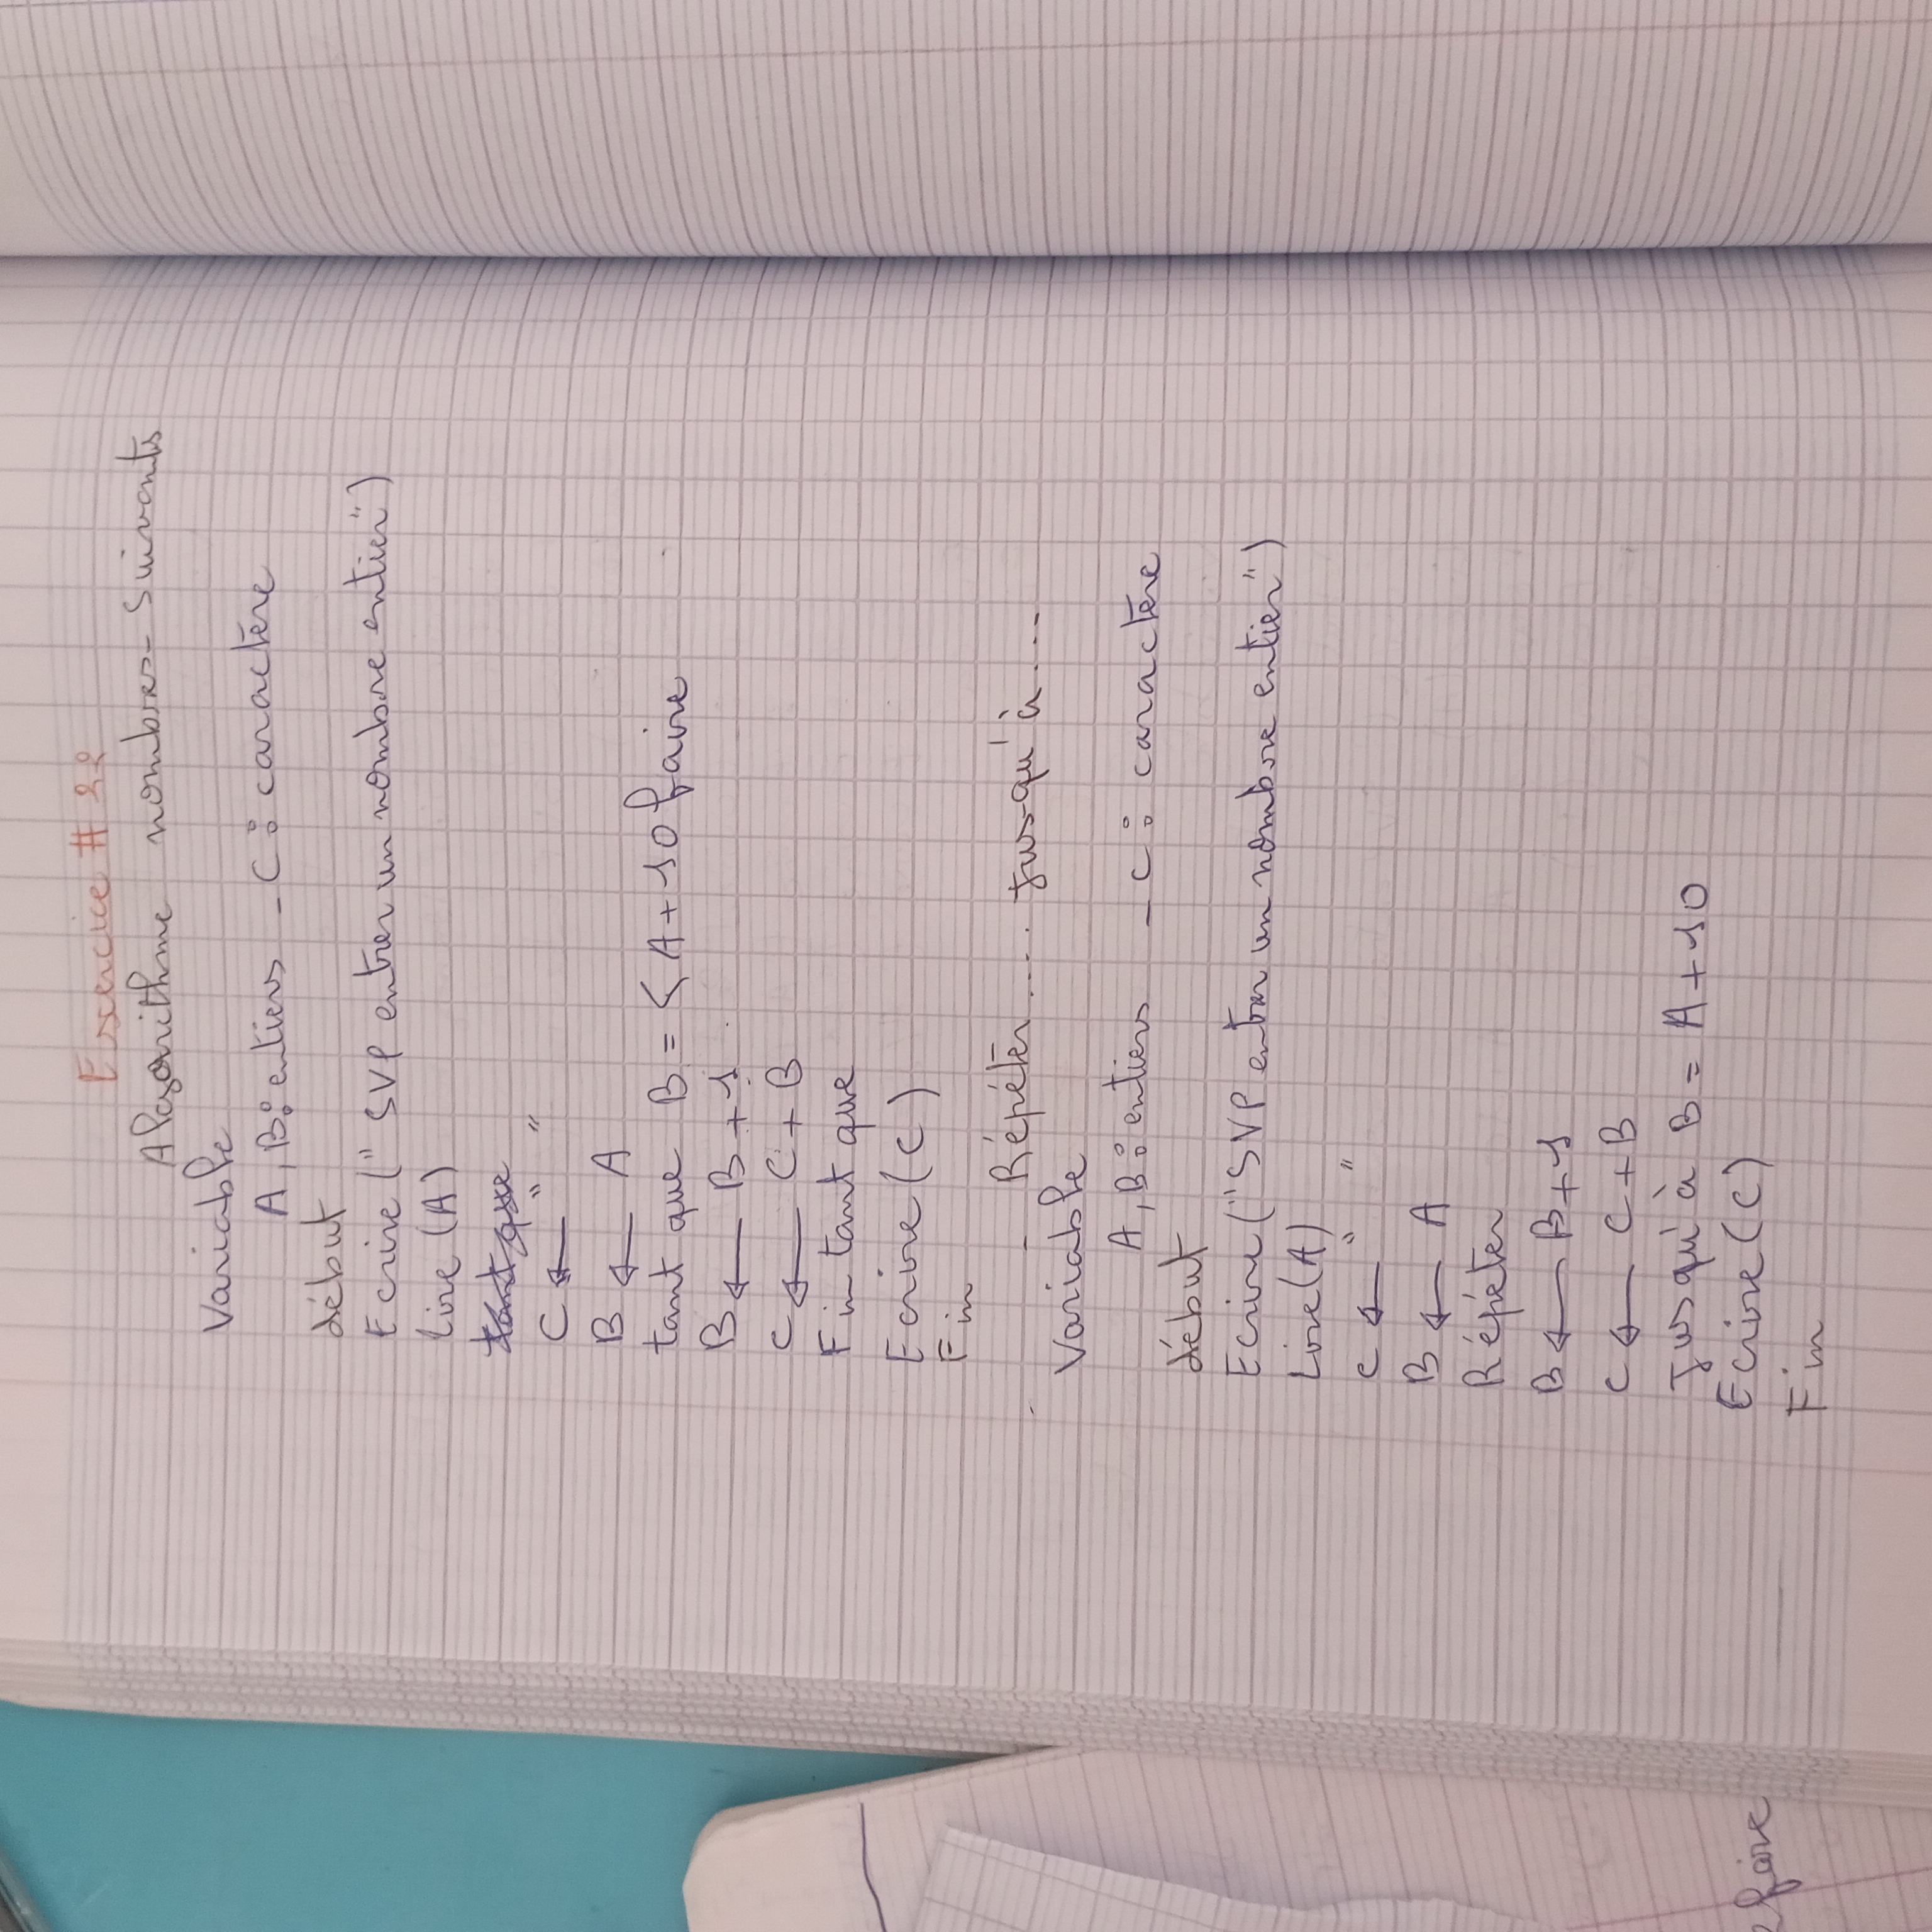 Exercice # 22
Algorithme nombres_suivants
Variable
A, B : entiers - C : caractère
début
Ecrire (" SVP entrer un nombre entier")
Lire (A)
tant que
C ← " "
B ← A
tant que B = < A + 10 faire
B ← B + 1
C ← C + B
Fin tant que
Ecrire (C)
Fin
- Répéter .... Jusqu'à ...
Variable
A, B : entiers - C : caractère
début
Ecrire ("SVP entrer un nombre entier")
Lire (A)
C ← " "
B ← A
Répéter
B ← B + 1
C ← C + B
Jusqu'à B = A + 10
Ecrire (C)
Fin
faire